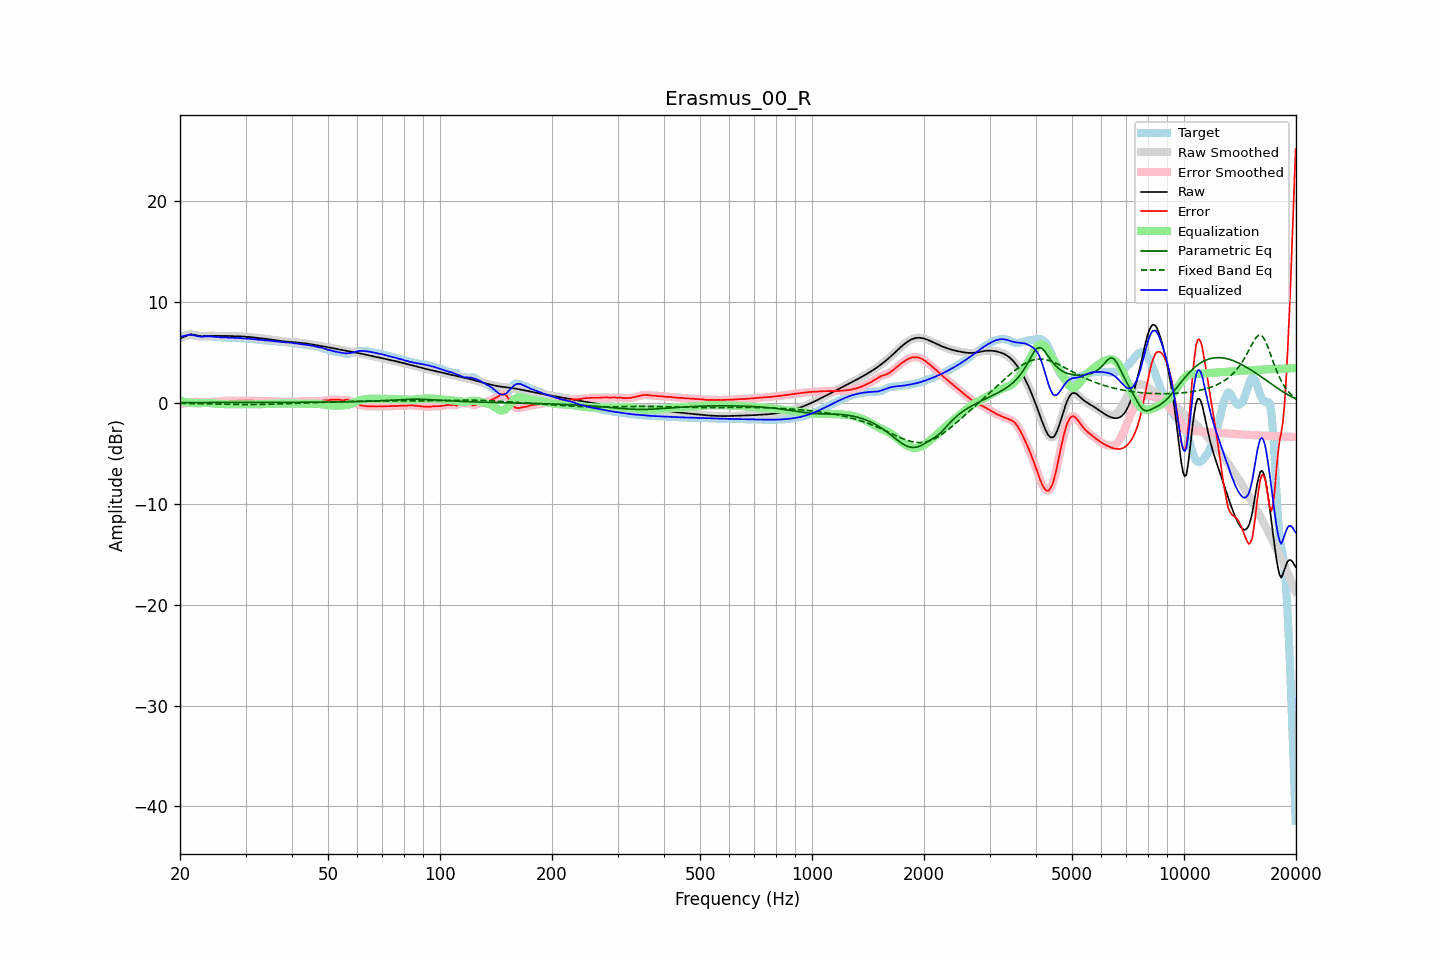 Erasmus_00_R
Target
Raw Smoothed
Error Smoothed
Raw
Error
Equalization
Parametric Eq
Fixed Band Eq
Equalized
20
10
0
−10
−20
−30
−40
Amplitude (dBr)
20
50
100
200
500
1000
2000
5000
10000
20000
Frequency (Hz)